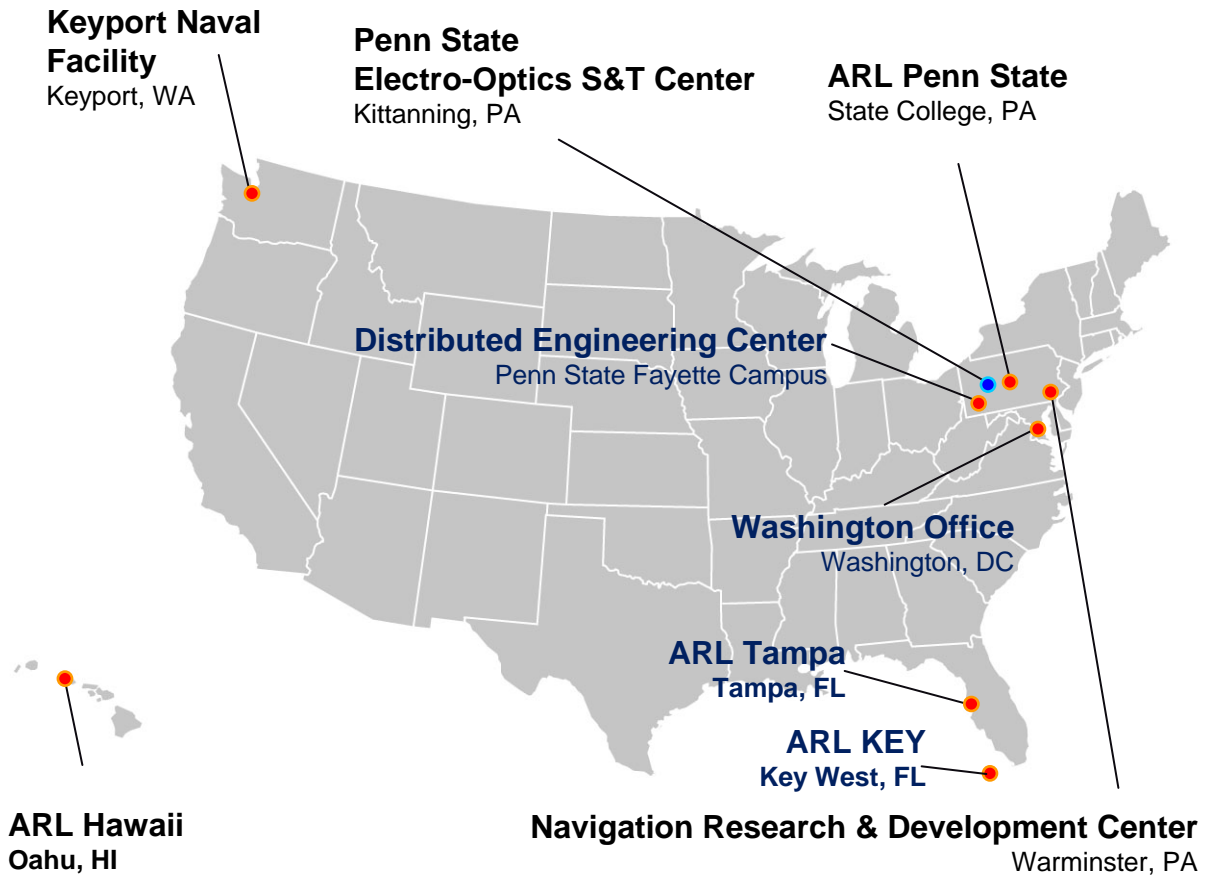 Keyport Naval
Facility
Keyport, WA
Penn State
Electro-Optics S&T Center
Kittanning, PA
ARL Penn State
State College, PA
Distributed Engineering Center
Penn State Fayette Campus
Washington Office
Washington, DC
ARL Tampa
Tampa, FL
ARL KEY
Key West, FL
ARL Hawaii
Oahu, HI
Navigation Research & Development Center
Warminster, PA